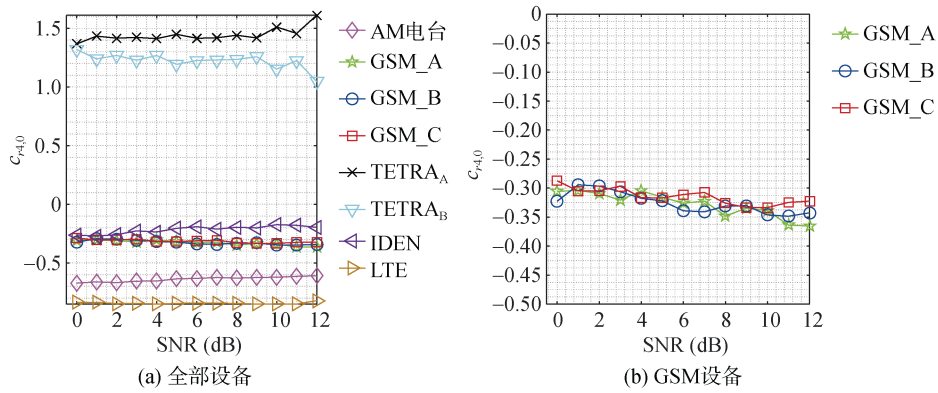 1.5
1.0
0.5
0
−0.5
c_{r4,0}
0 2 4 6 8 10 12
SNR (dB)
AM电台
GSM_A
GSM_B
GSM_C
TETRA_A
TETRA_B
IDEN
LTE
(a) 全部设备
−0
−0.05
−0.10
−0.15
−0.20
−0.25
−0.30
−0.35
−0.40
−0.45
−0.50
c_{r4,0}
0 2 4 6 8 10 12
SNR (dB)
GSM_A
GSM_B
GSM_C
(b) GSM设备